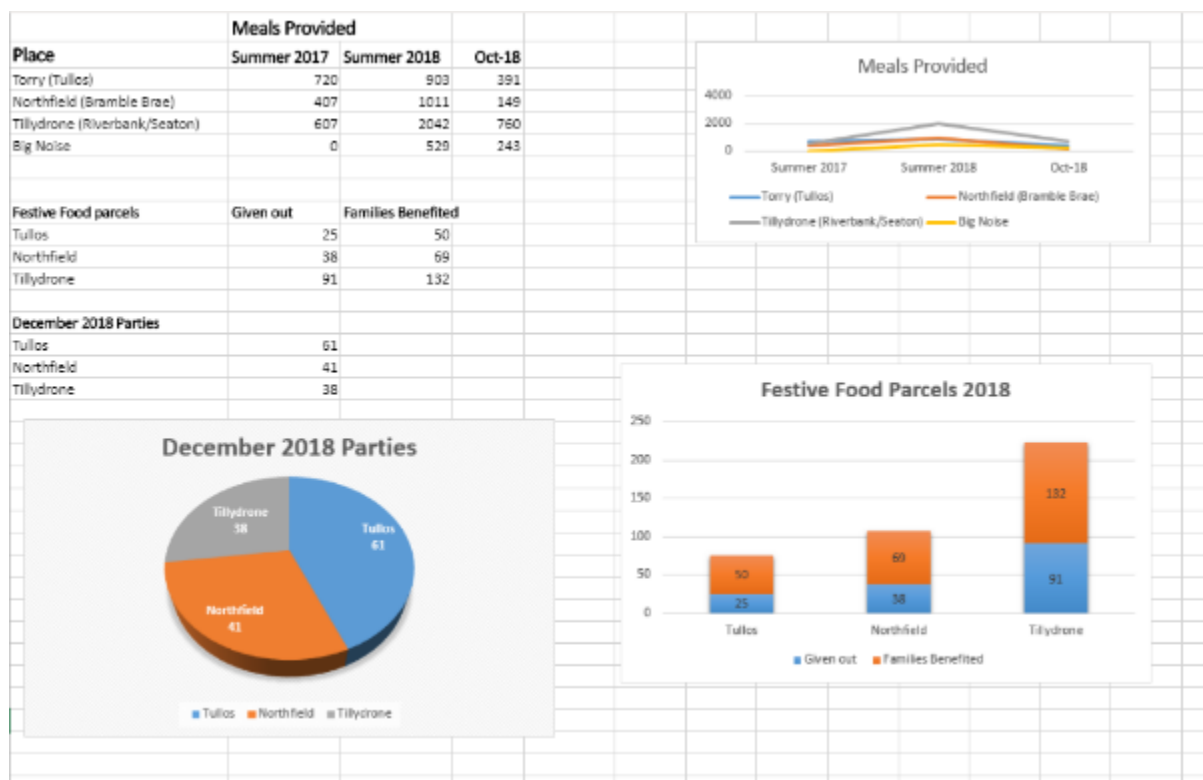 Meals Provided
Place Summer 2017 Summer 2018 Oct-18
Torry (Tullos) 720 903 391
Northfield (Bramble Brae) 407 1011 149
Tillydrone (Riverbank/Seaton) 607 2042 760
Big Noise 0 529 243
Festive Food parcels Given out Families Benefited
Tullos 25 50
Northfield 38 69
Tillydrone 91 132
December 2018 Parties
Tullos 61
Northfield 41
Tillydrone 38
Meals Provided
4000
2000
0
Summer 2017 Summer 2018 Oct-18
Torry (Tullos) Northfield (Bramble Brae)
Tillydrone (Riverbank/Seaton) Big Noise
December 2018 Parties
Tillydrone
38
Tullos
61
Northfield
41
Tullos Northfield Tillydrone
Festive Food Parcels 2018
250
200
150
100
50
0
132
69
50
91
38
25
Tullos Northfield Tillydrone
Given out Families Benefited